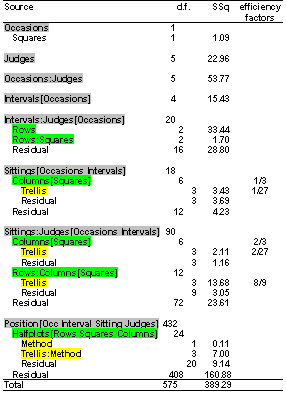 Source d.f. SSq efficiency factors
Occasions 1
Squares 1 1.09
Judges 5 22.96
Occasions:Judges 5 53.77
Intervals[Occasions] 4 15.43
Intervals:Judges[Occasions] 20
Rows 2 33.44
Rows:Squares 2 1.70
Residual 16 28.80
Sittings[Occasions Intervals] 18
Columns[Squares] 6 1/3
Trellis 3 3.43 1/27
Residual 3 3.69
Residual 12 4.23
Sittings:Judges[Occasions Intervals] 90
Columns[Squares] 6 2/3
Trellis 3 2.11 2/27
Residual 3 1.16
Rows:Columns[Squares] 12
Trellis 3 13.68 8/9
Residual 9 3.05
Residual 72 23.61
Position[Occ Interval Sitting Judges] 432
Halfplots[Rows Squares Columns] 24
Method 1 0.11
Trellis:Method 3 7.00
Residual 20 9.14
Residual 408 160.88
Total 575 389.29